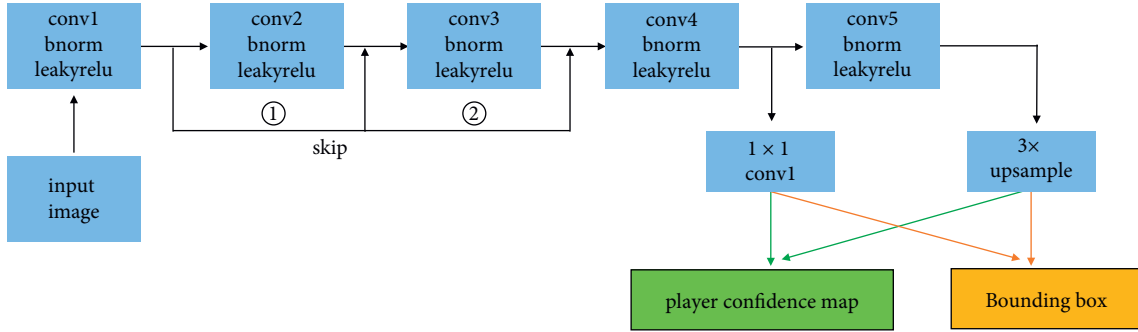 conv1
bnorm
leakyrelu
conv2
bnorm
leakyrelu
conv3
bnorm
leakyrelu
conv4
bnorm
leakyrelu
conv5
bnorm
leakyrelu
①
②
skip
input
image
1 × 1
conv1
3×
upsample
player confidence map
Bounding box